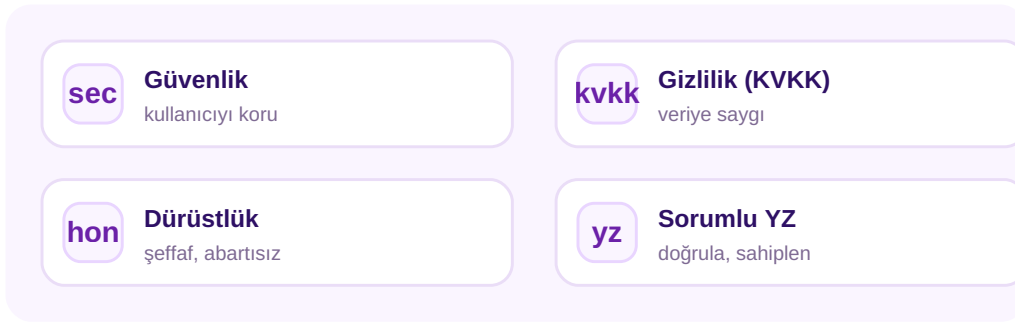 sec
Güvenlik
kullanıcıyı koru
kvkk
Gizlilik (KVKK)
veriye saygı
hon
Dürüstlük
şeffaf, abartısız
yz
Sorumlu YZ
doğrula, sahiplen